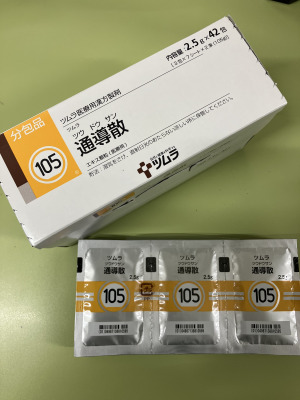 内容量:2.5g×42包
分包品
ツムラ医療用漢方製剤
ツムラ
ツウ ドウ サン
通導散
105
エキス顆粒(医療用)
ツムラ
ツムラ
ツウドウサン
通導散
2.5g
105
ツムラ
ツウドウサン
通導散
2.5g
105
ツムラ
ツウドウサン
通導散
105